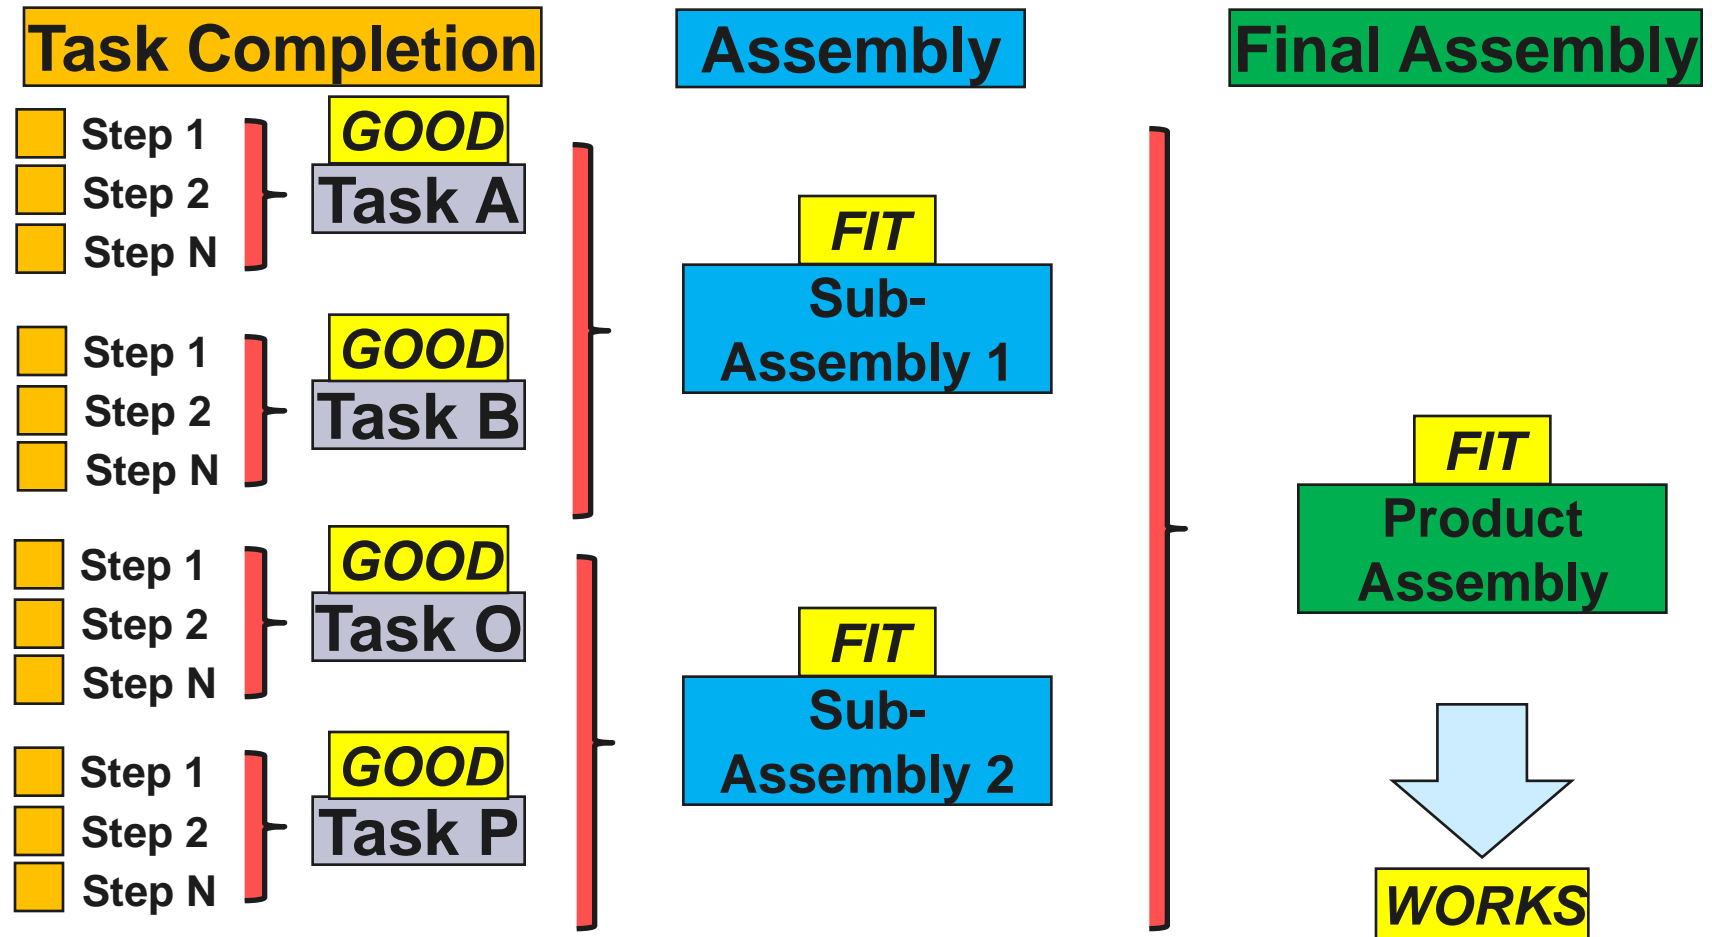 Task Completion
Assembly
Final Assembly
Step 1
Step 2
Step N
GOOD
Task A
Step 1
Step 2
Step N
GOOD
Task B
Step 1
Step 2
Step N
GOOD
Task O
Step 1
Step 2
Step N
GOOD
Task P
FIT
Sub-
Assembly 1
FIT
Sub-
Assembly 2
FIT
Product
Assembly
WORKS